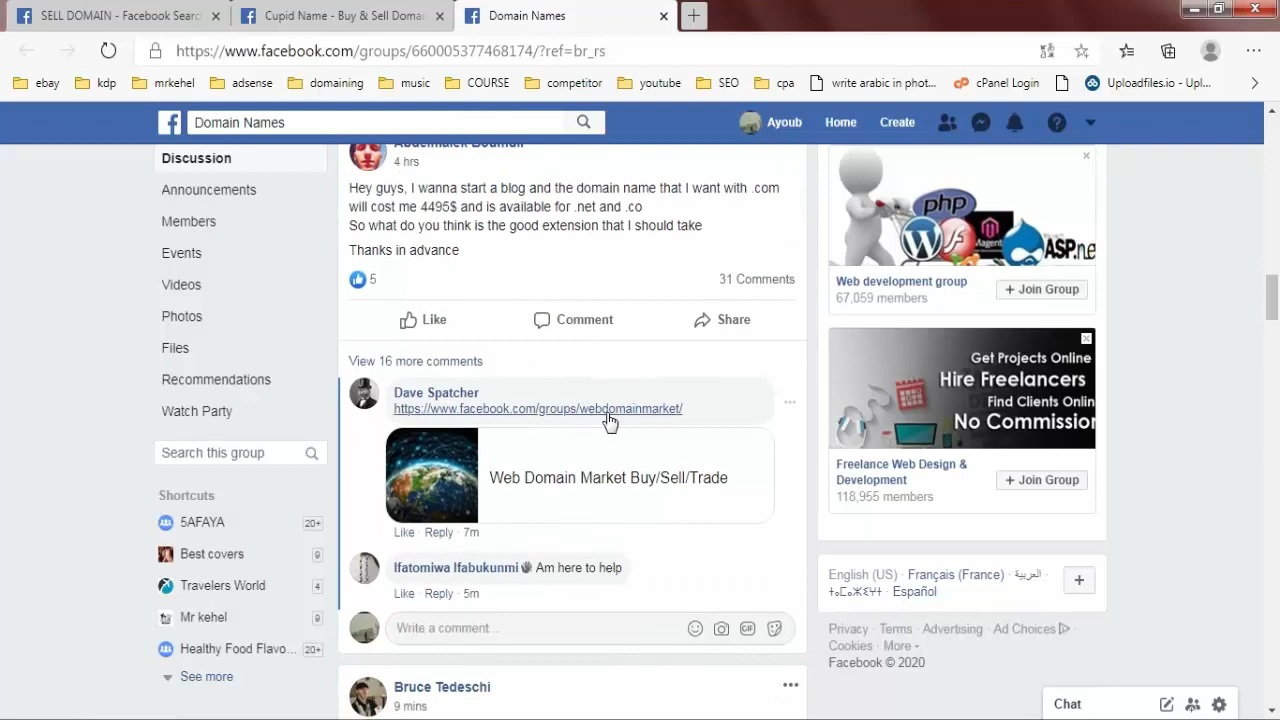 SELL DOMAIN - Facebook Searc
Cupid Name - Buy & Sell Domai
Domain Names
https://www.facebook.com/groups/660005377468174/?ref=br_rs
ebay
kdp
mrkehel
adsense
domaining
music
COURSE
competitor
youtube
SEO
cpa
write arabic in phot...
cPanel Login
Uploadfiles.io - Upl...
Domain Names
Ayoub
Home
Create
Discussion
Announcements
Members
Events
Videos
Photos
Files
Recommendations
Watch Party
Search this group
Shortcuts
5AFAYA 20+
Best covers 9
Travelers World 4
Mr kehel 9
Healthy Food Flavo... 20+
See more
4 hrs
Hey guys, I wanna start a blog and the domain name that I want with .com
will cost me 4495$ and is available for .net and .co
So what do you think is the good extension that I should take
Thanks in advance
5
31 Comments
Like
Comment
Share
View 16 more comments
Dave Spatcher
https://www.facebook.com/groups/webdomainmarket/
Web Domain Market Buy/Sell/Trade
Like · Reply · 7m
Ifatomiwa Ifabukunmi Am here to help
Like · Reply · 5m
Write a comment...
GIF
Bruce Tedeschi
9 mins
php
Magent
ASP.ne
Web development group
67,059 members
+ Join Group
Get Projects Online
Hire Freelancers
Find Clients Onlin
No Commission
Freelance Web Design &
Development
118,955 members
+ Join Group
English (US) · Français (France) · العربية ·
ⵜⴰⵎⴰⵣⵉⵖⵜ · Español
Privacy · Terms · Advertising · Ad Choices
Cookies · More
Facebook © 2020
Chat